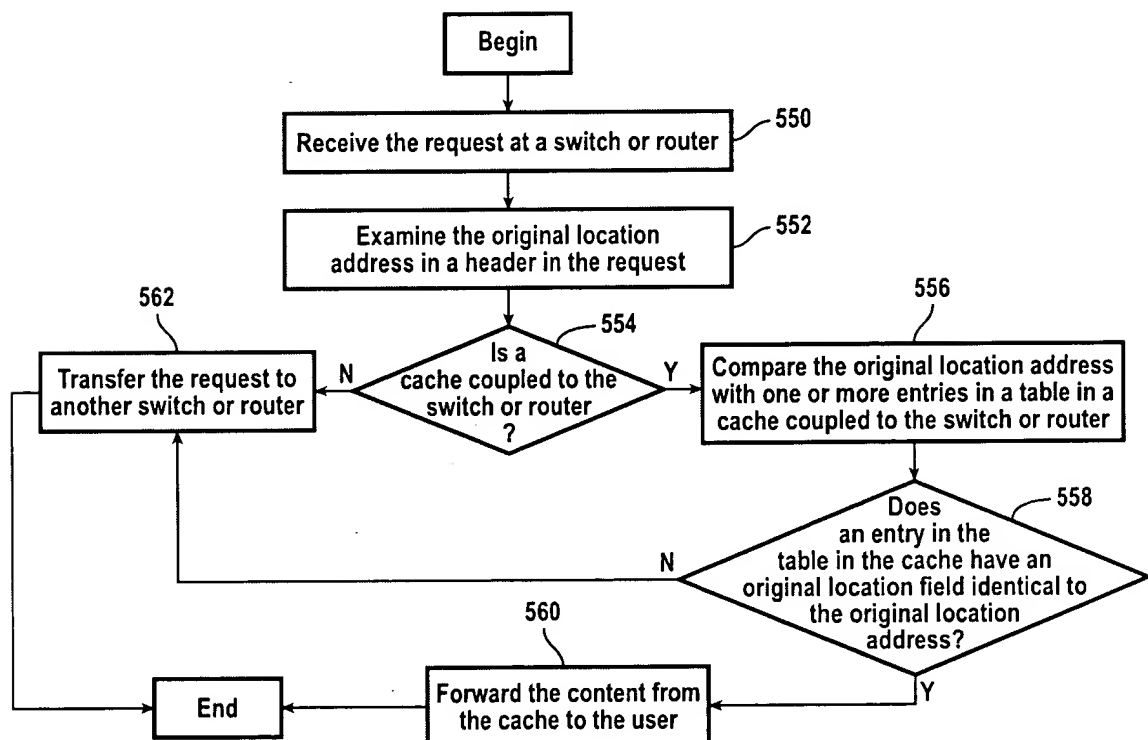 Begin
Receive the request at a switch or router
550
Examine the original location
address in a header in the request
552
554
Is a
cache coupled to the
switch or router
?
N
Y
562
Transfer the request to
another switch or router
556
Compare the original location address
with one or more entries in a table in a
cache coupled to the switch or router
558
Does
an entry in the
table in the cache have an
original location field identical to
the original location
address?
N
Y
560
Forward the content from
the cache to the user
End